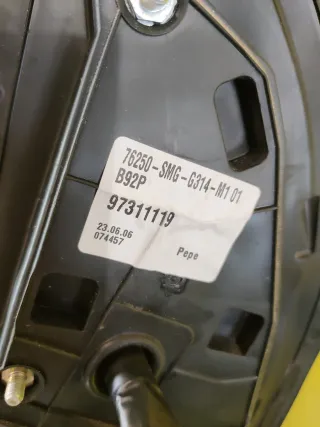 76250-SMG-G314-M1 01
B92P
97311119
23.06.06
074457
Pepe